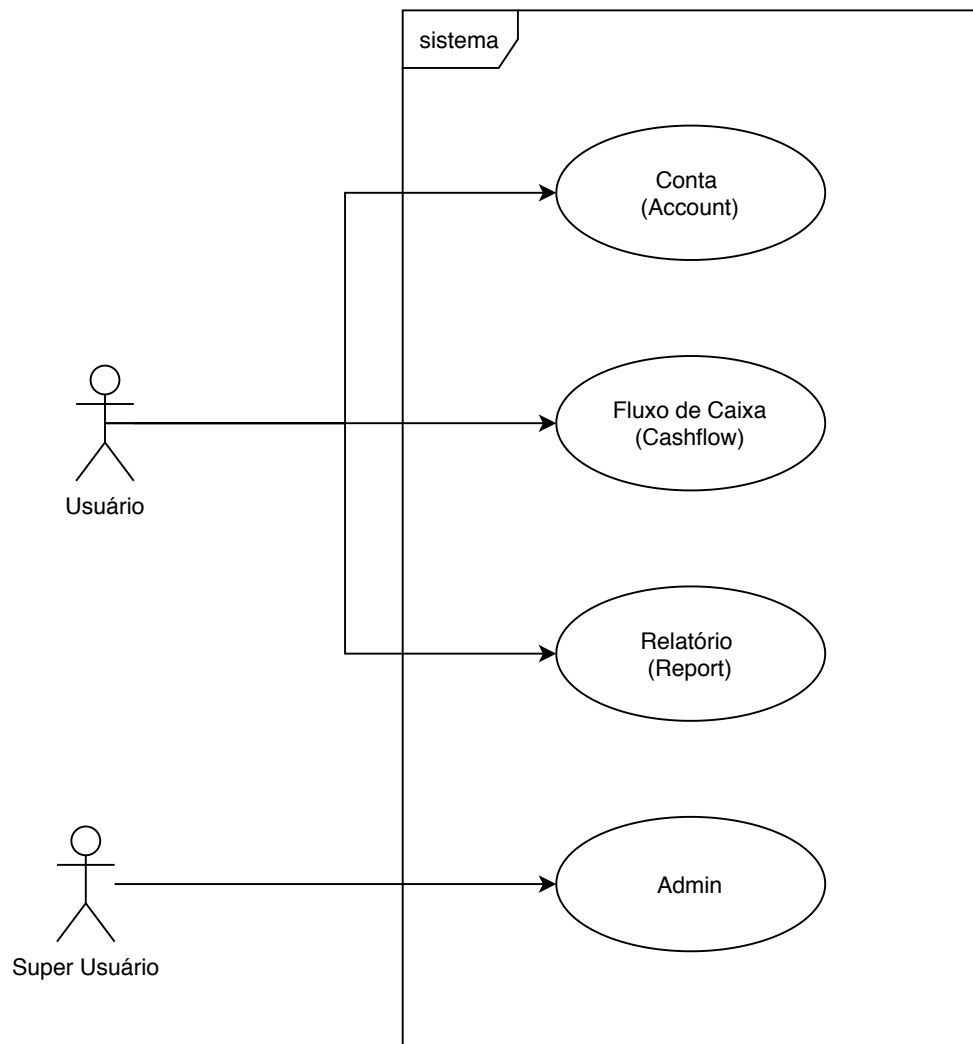 sistema
Conta
(Account)
Fluxo de Caixa
(Cashflow)
Usuário
Relatório
(Report)
Admin
Super Usuário